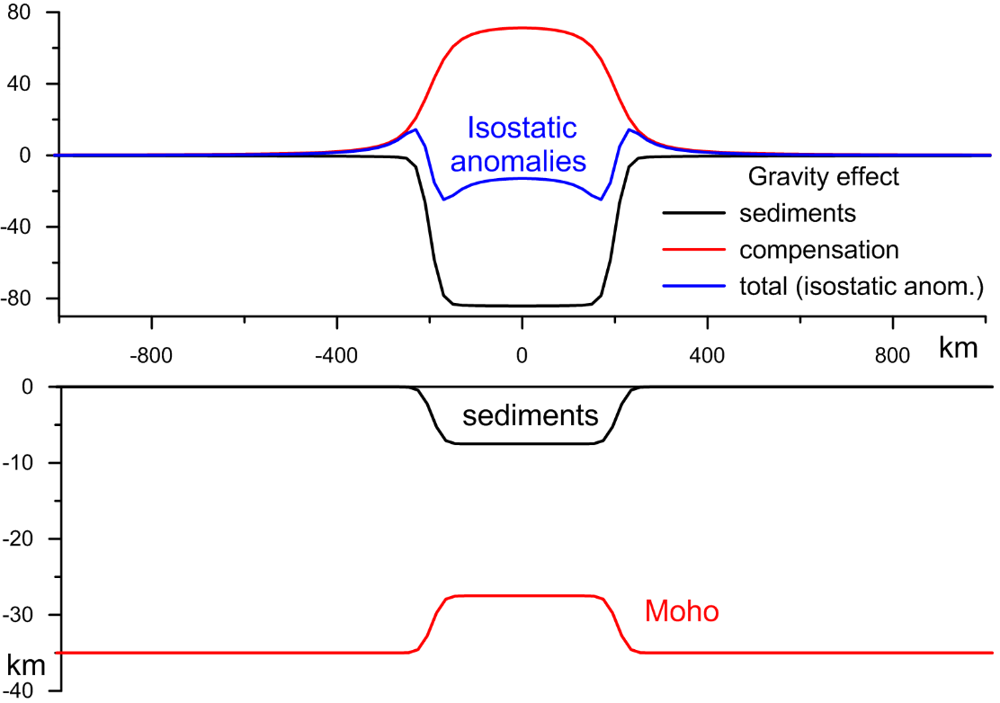 80
40
0
-40
-80
Isostatic
anomalies
Gravity effect
sediments
compensation
total (isostatic anom.)
-800 -400 0 400 800 km
0
-10
-20
-30
-40
km
sediments
Moho